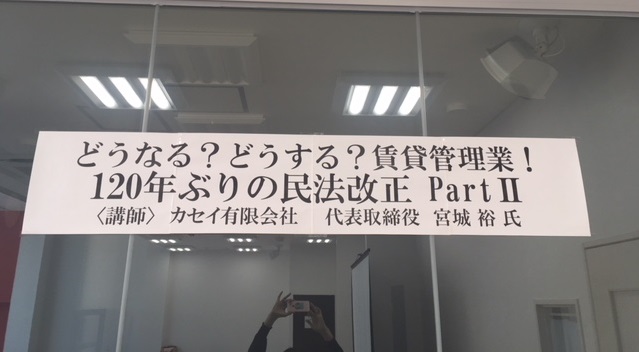 どうなる？どうする？賃貸管理業！
120年ぶりの民法改正 PartⅡ
〈講師〉カセイ有限会社 代表取締役 宮城 裕 氏